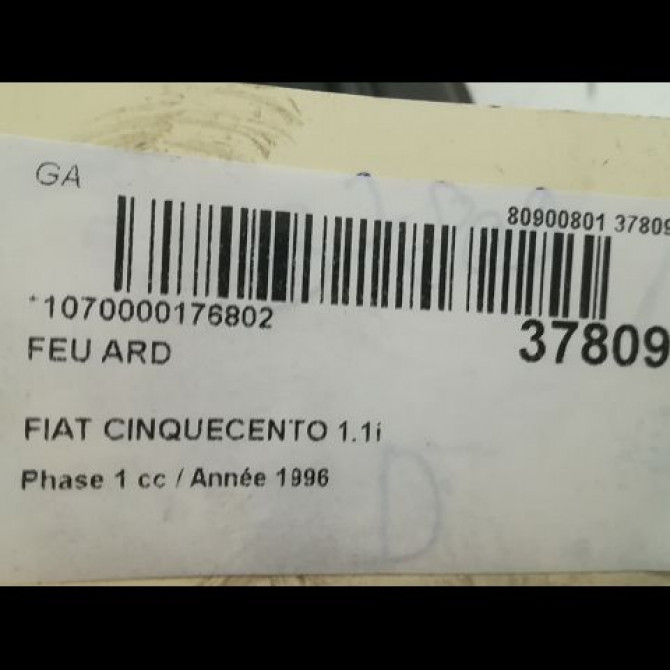 GA
80900801 37809
*1070000176802
37809
FEU ARD
FIAT CINQUECENTO 1.1i
Phase 1 cc / Année 1996
D